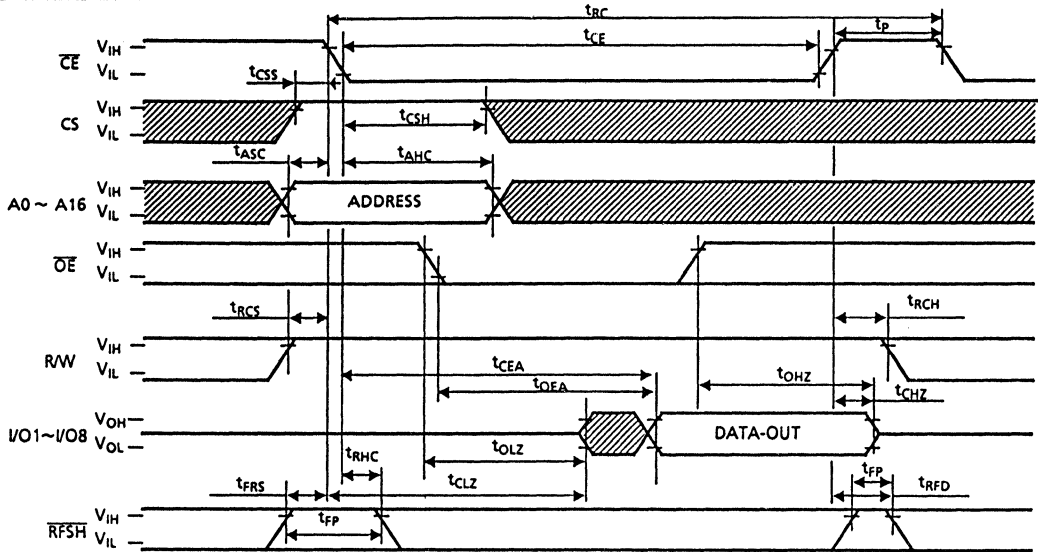 tRC
tCE
tP
CE VIH
VIL
tCSS
CS VIH
VIL
tCSH
tASC
tAHC
A0 ~ A16 VIH
VIL
ADDRESS
OE VIH
VIL
tRCS
tRCH
R/W VIH
VIL
tCEA
tOEA
tOHZ
tCHZ
I/O1~I/O8 VOH
VOL
DATA-OUT
tOLZ
tRHC
tCLZ
tFRS
tFP
tFP
tRFD
RFSH VIH
VIL